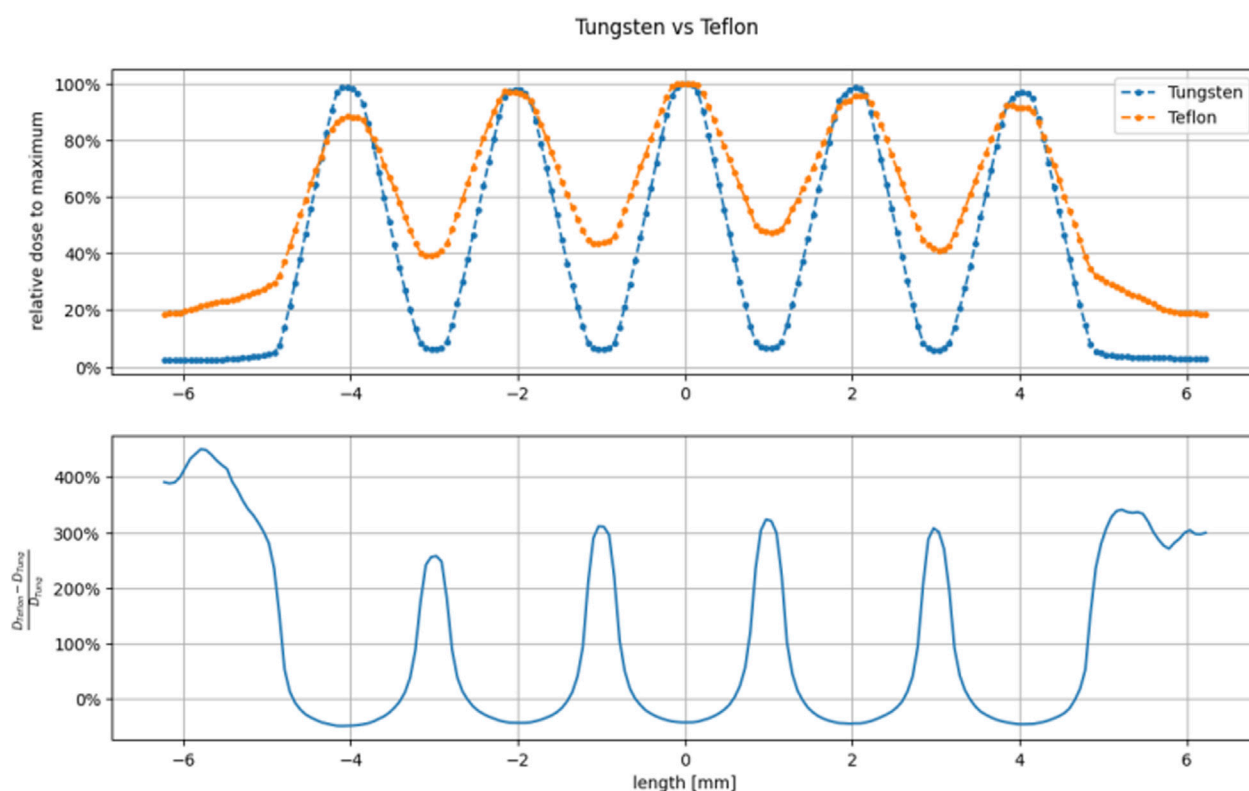 Tungsten vs Teflon
relative dose to maximum
100%
80%
60%
40%
20%
0%
Tungsten
Teflon
−6 −4 −2 0 2 4 6
D_Teflon − D_Tung
D_Tung
400%
300%
200%
100%
0%
−6 −4 −2 0 2 4 6
length [mm]